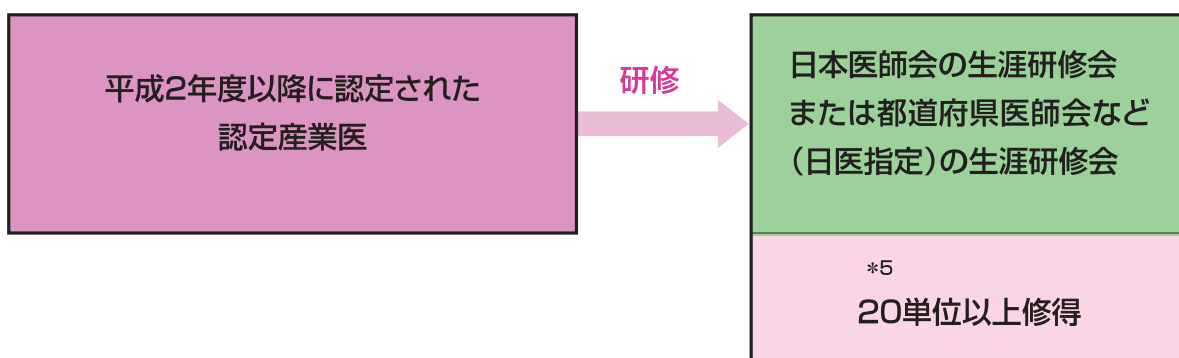 平成2年度以降に認定された
認定産業医
研修
日本医師会の生涯研修会
または都道府県医師会など
（日医指定）の生涯研修会
*5
20単位以上修得